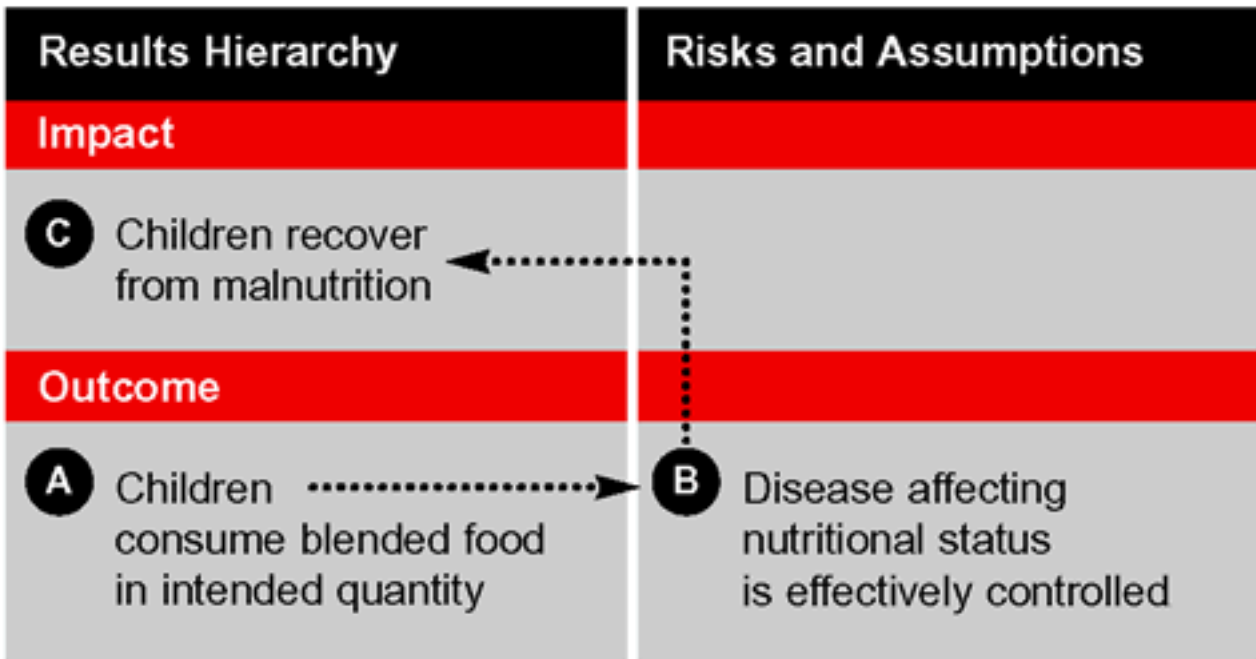 Results Hierarchy
Risks and Assumptions
Impact
C
Children recover
from malnutrition
Outcome
A
Children
consume blended food
in intended quantity
B
Disease affecting
nutritional status
is effectively controlled